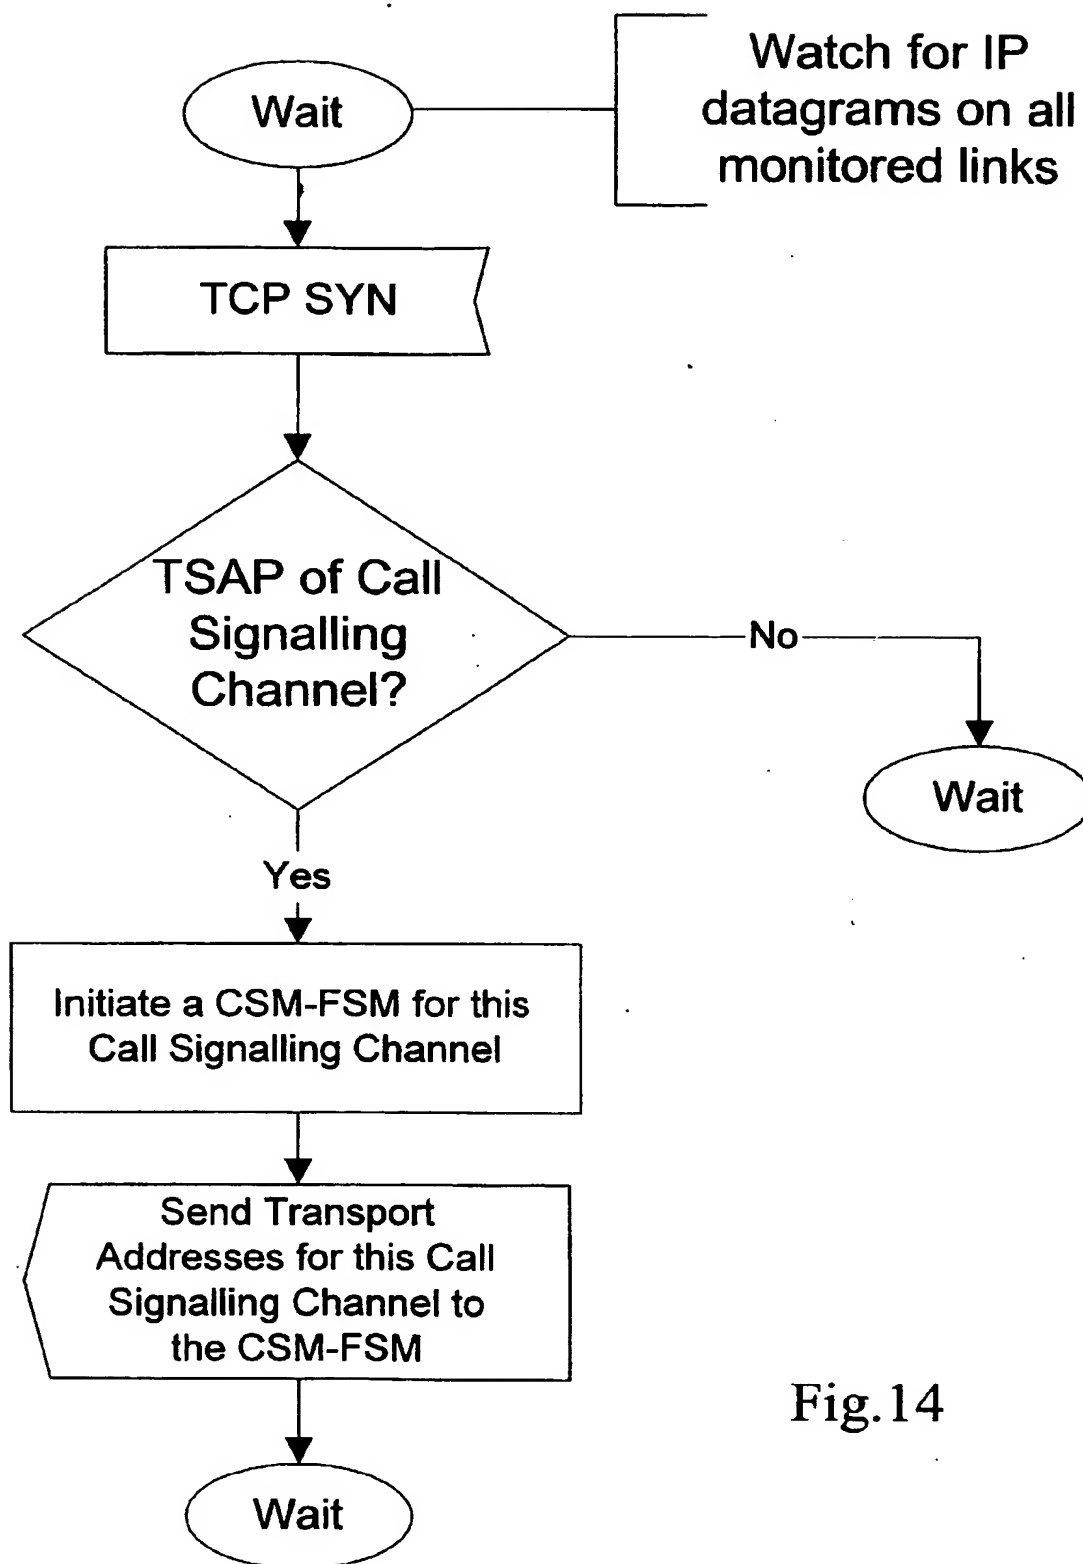 Wait
Watch for IP
datagrams on all
monitored links
TCP SYN
TSAP of Call
Signalling
Channel?
No
Wait
Yes
Initiate a CSM-FSM for this
Call Signalling Channel
Send Transport
Addresses for this Call
Signalling Channel to
the CSM-FSM
Wait
Fig.14